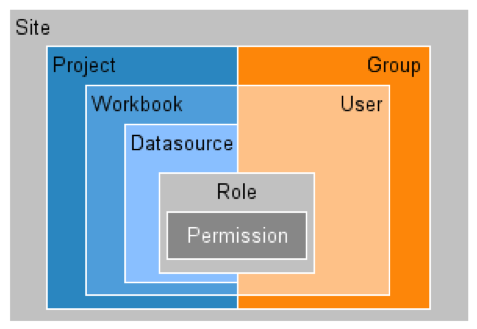 Site
Project
Group
Workbook
User
Datasource
Role
Permission